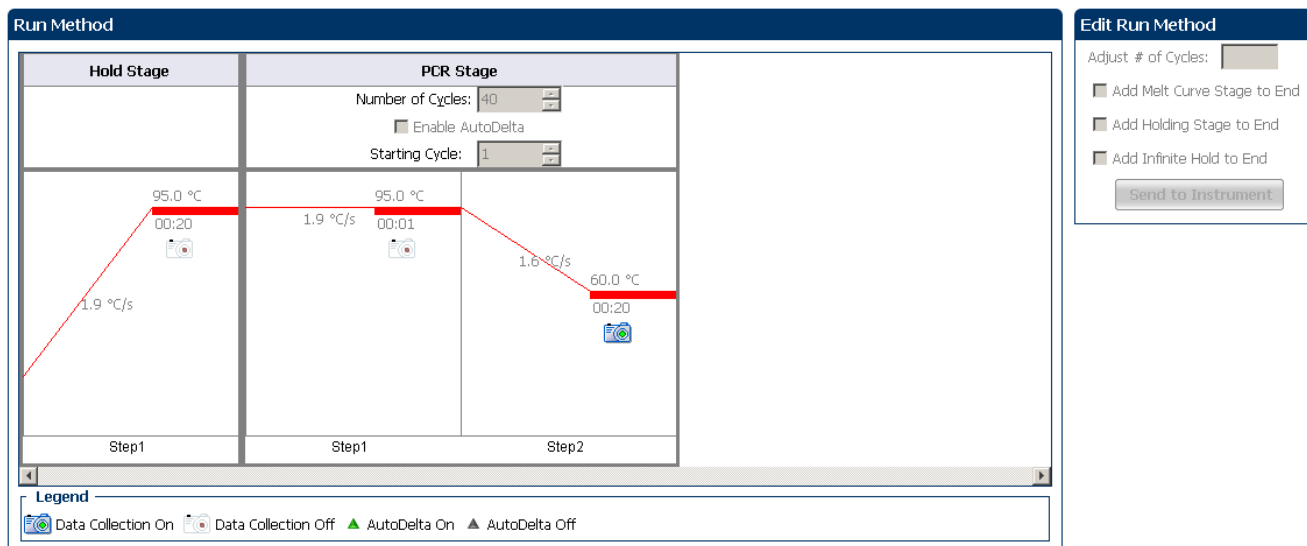 Run Method
Hold Stage
PCR Stage
Number of Cycles: 40
Enable AutoDelta
Starting Cycle: 1
95.0 °C
00:20
1.9 °C/s
95.0 °C
1.9 °C/s
00:01
1.6 °C/s
60.0 °C
00:20
Step1
Step1
Step2
Legend
Data Collection On Data Collection Off AutoDelta On AutoDelta Off
Edit Run Method
Adjust # of Cycles:
Add Melt Curve Stage to End
Add Holding Stage to End
Add Infinite Hold to End
Send to Instrument